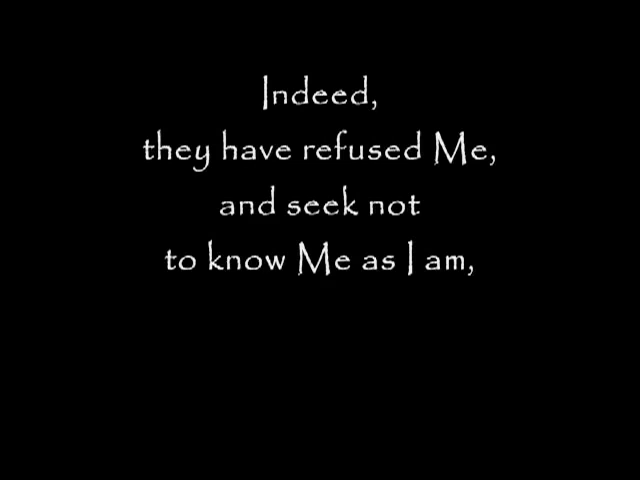 Indeed,
they have refused Me,
and seek not
to know Me as I am,